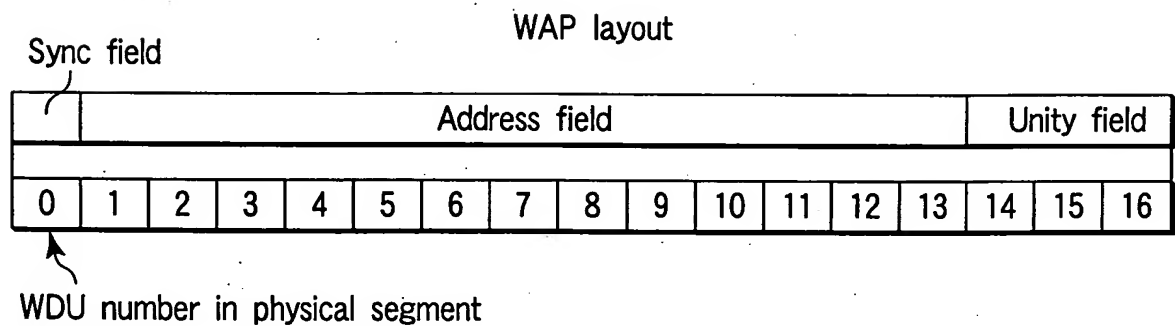 WAP layout
Sync field
Address field Unity field
0 1 2 3 4 5 6 7 8 9 10 11 12 13 14 15 16
WDU number in physical segment